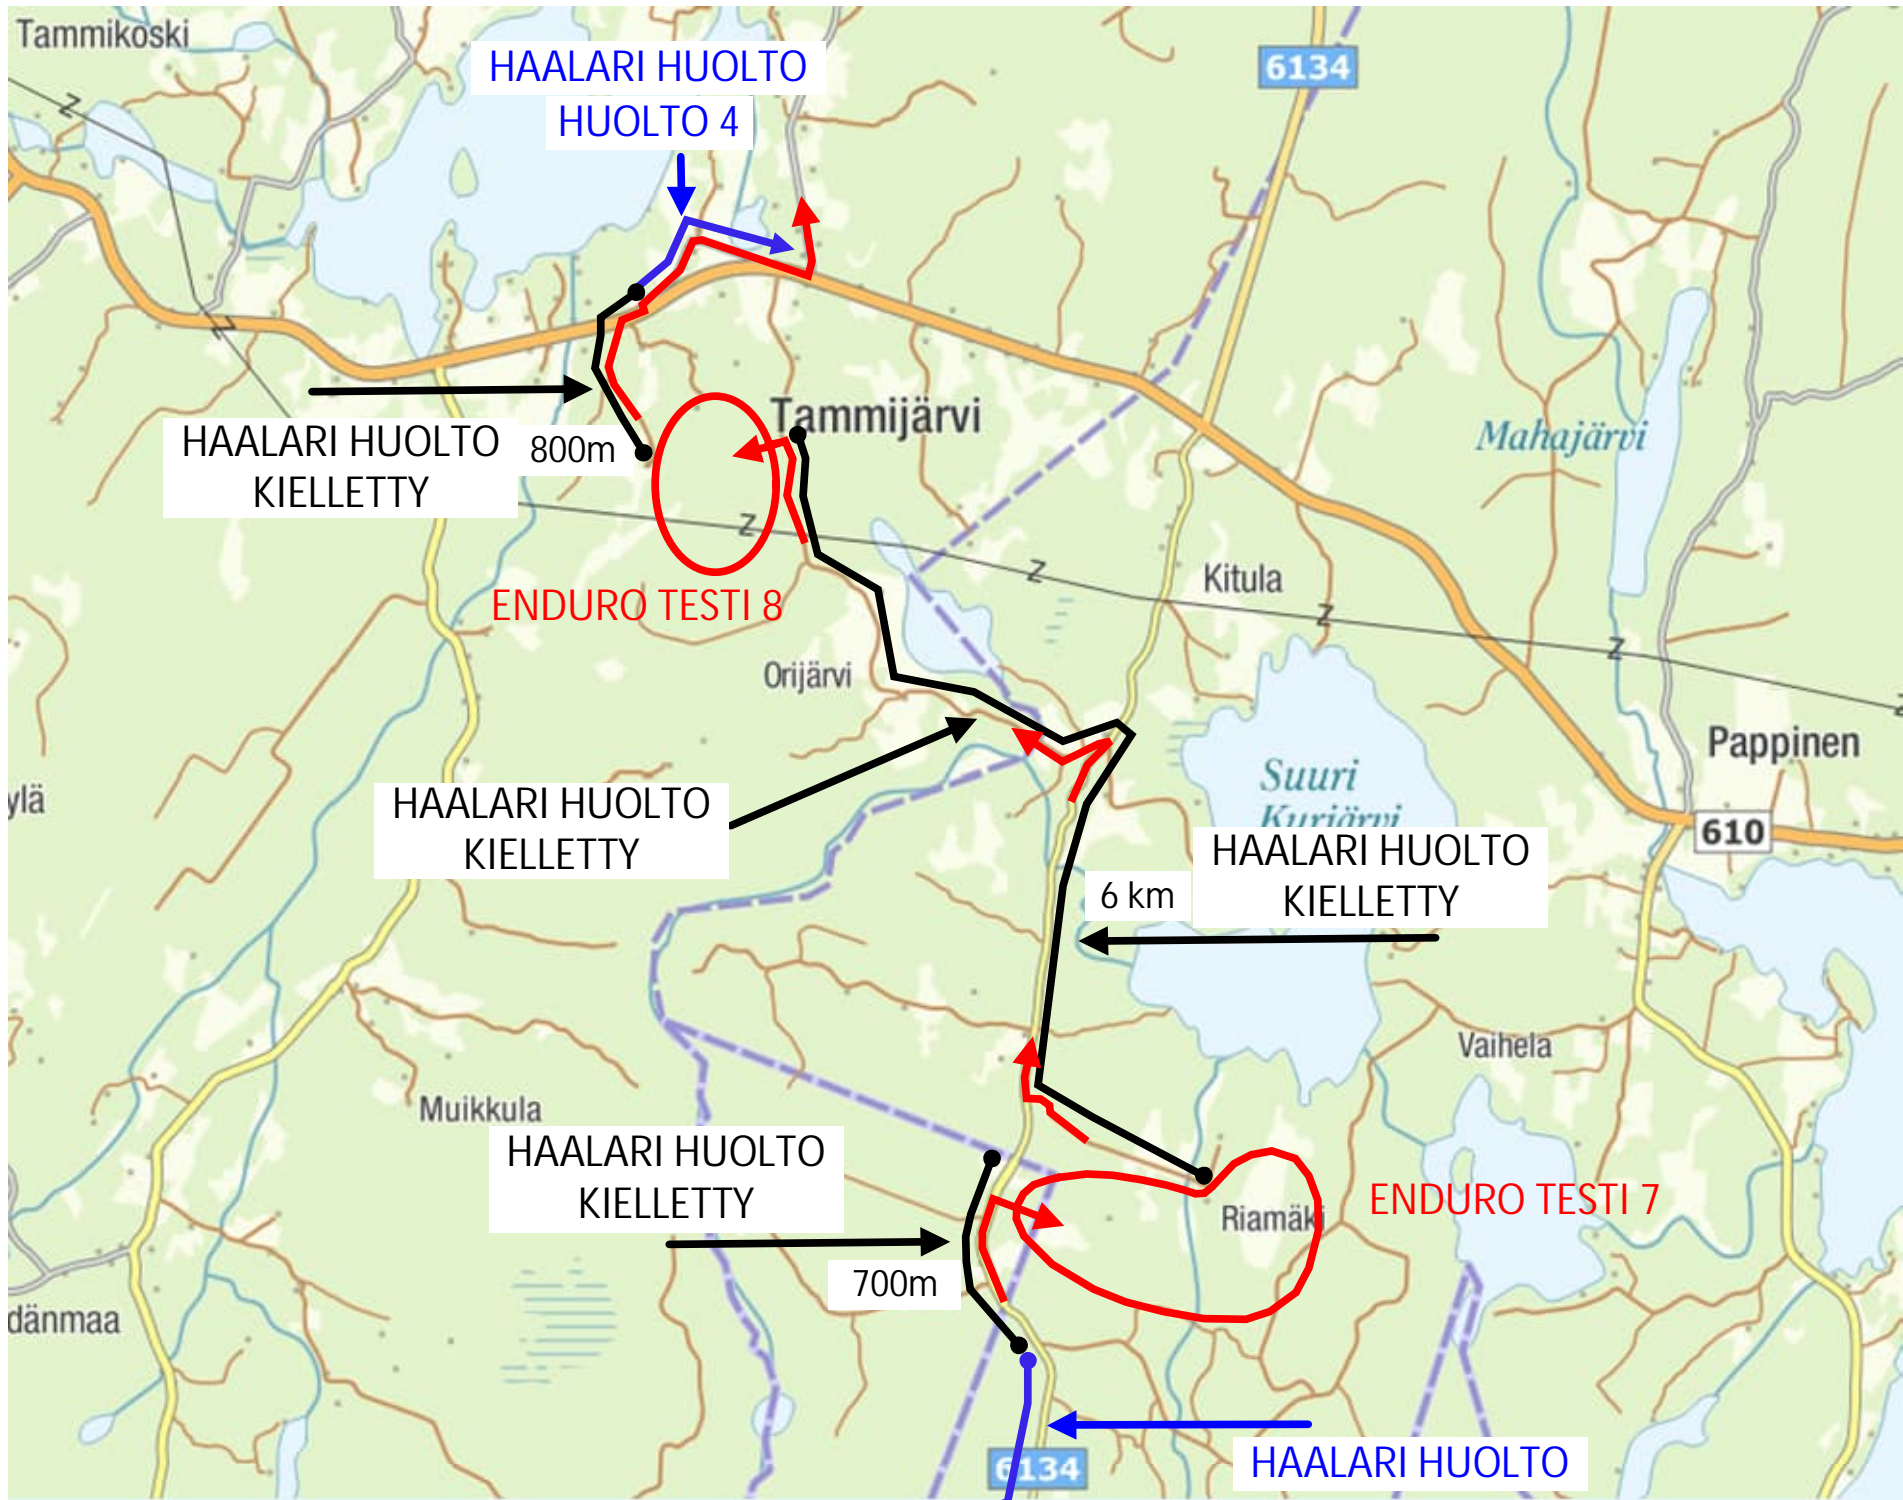 Tammikoski
HAALARI HUOLTO
HUOLTO 4
6134
Tammijärvi
HAALARI HUOLTO
KIELLETTY
800m
Mahajärvi
Z
Z
Z
Z
Z
Z
Kitula
ENDURO TESTI 8
Orijärvi
Pappinen
Suuri
Kurjärvi
ylä
HAALARI HUOLTO
KIELLETTY
610
HAALARI HUOLTO
KIELLETTY
6 km
Vaihela
Muikkula
HAALARI HUOLTO
KIELLETTY
ENDURO TESTI 7
Riamäki
700m
dänmaa
6134
HAALARI HUOLTO